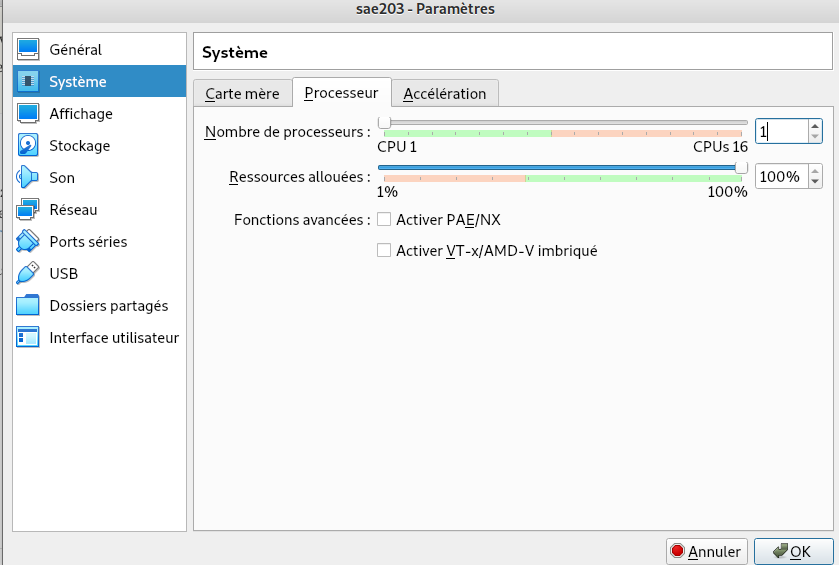 sae203 - Paramètres
Général
Système
Affichage
Stockage
Son
Réseau
Ports séries
USB
Dossiers partagés
Interface utilisateur
Système
Carte mère Processeur Accélération
Nombre de processeurs : 1
CPU 1 CPUs 16
Ressources allouées : 100%
1% 100%
Fonctions avancées : Activer PAE/NX
Activer VT-x/AMD-V imbriqué
Annuler OK